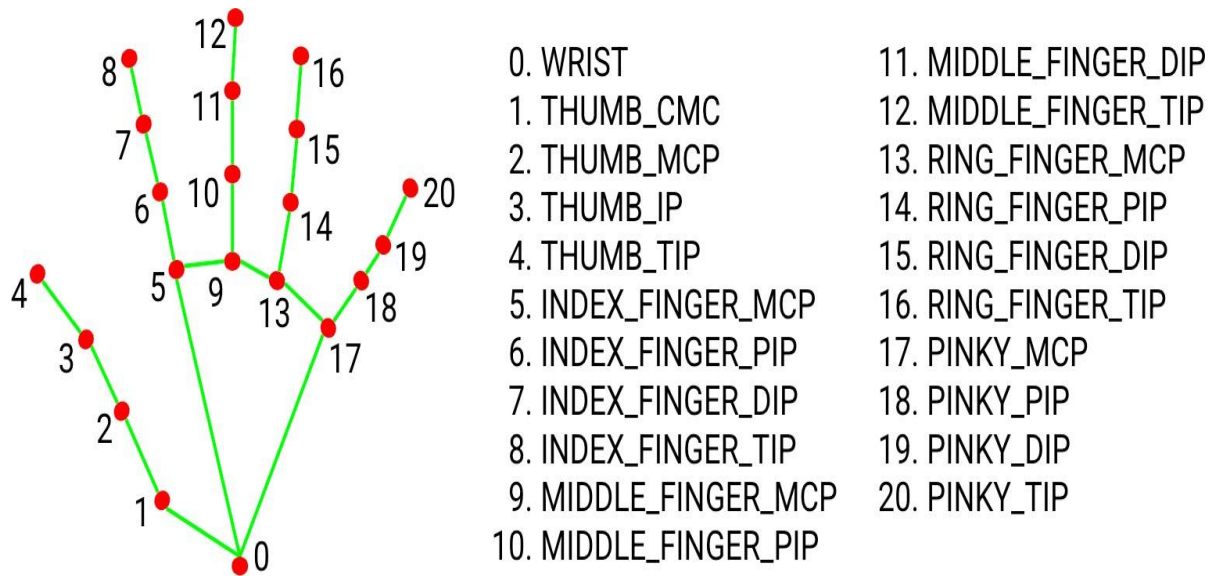 12
8
16
11
7
15
6
10
20
14
19
4
5
9
13
18
3
17
2
1
0
0. WRIST
1. THUMB_CMC
2. THUMB_MCP
3. THUMB_IP
4. THUMB_TIP
5. INDEX_FINGER_MCP
6. INDEX_FINGER_PIP
7. INDEX_FINGER_DIP
8. INDEX_FINGER_TIP
9. MIDDLE_FINGER_MCP
10. MIDDLE_FINGER_PIP
11. MIDDLE_FINGER_DIP
12. MIDDLE_FINGER_TIP
13. RING_FINGER_MCP
14. RING_FINGER_PIP
15. RING_FINGER_DIP
16. RING_FINGER_TIP
17. PINKY_MCP
18. PINKY_PIP
19. PINKY_DIP
20. PINKY_TIP